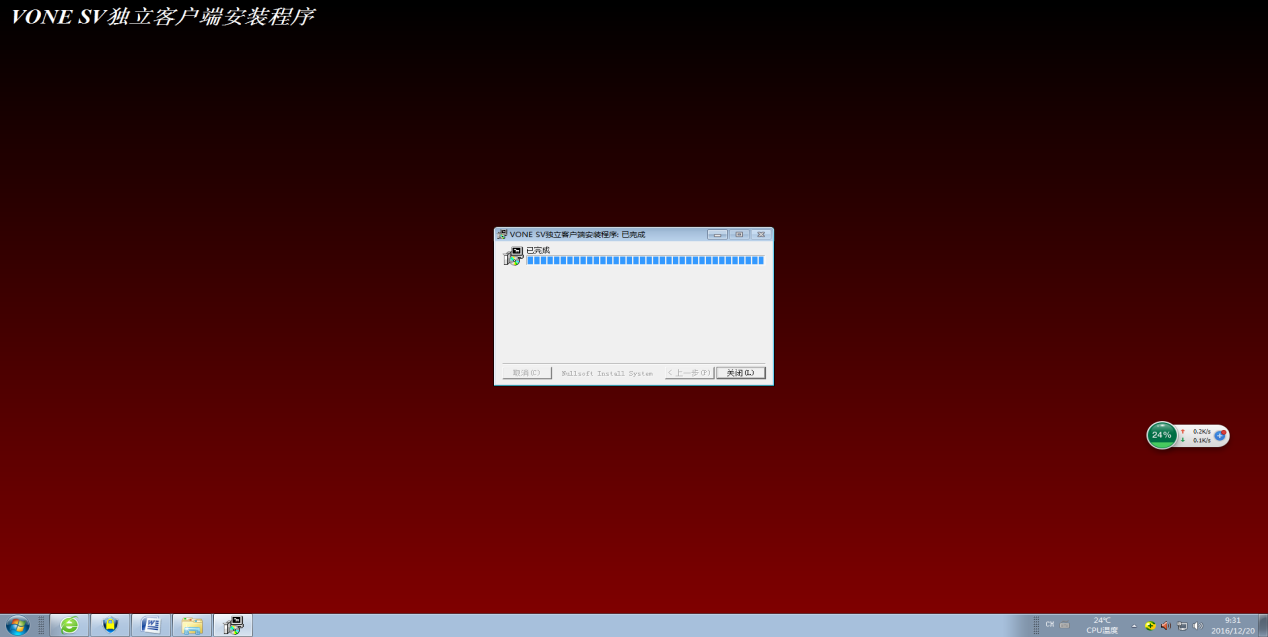 VONE SV独立客户端安装程序
VONE SV独立客户端安装程序: 已完成
已完成
取消(C)
Nullsoft Install System
< 上一步(P)
关闭(L)
24%
0.2K/s
0.1K/s
CH
24℃
CPU温度
9:31
2016/12/20